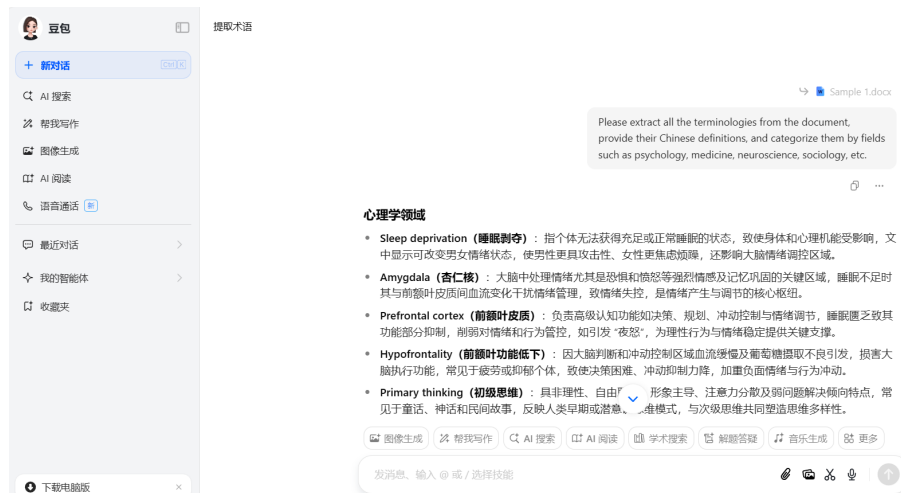 豆包
提取术语
新对话
Ctrl K
AI 搜索
帮我写作
图像生成
AI 阅读
语音通话 新
最近对话
我的智能体
收藏夹
下载电脑版
Sample 1.docx
Please extract all the terminologies from the document,
provide their Chinese definitions, and categorize them by fields
such as psychology, medicine, neuroscience, sociology, etc.
心理学领域
Sleep deprivation（睡眠剥夺）：指个体无法获得充足或正常睡眠的状态，致使身体和心理机能受影响，文
中显示可改变男女情绪状态，使男性更具攻击性、女性更焦虑烦躁，还影响大脑情绪调控区域。
Amygdala（杏仁核）：大脑中处理情绪尤其是恐惧和愤怒等强烈情感及记忆巩固的关键区域，睡眠不足时
其与前额叶皮质间血流变化干扰情绪管理，致情绪失控，是情绪产生与调节的核心枢纽。
Prefrontal cortex（前额叶皮质）：负责高级认知功能如决策、规划、冲动控制与情绪调节，睡眠匮乏致其
功能部分抑制，削弱对情绪和行为管控，如引发 “夜怒”，为理性行为与情绪稳定提供关键支撑。
Hypofrontality（前额叶功能低下）：因大脑判断和冲动控制区域血流缓慢及葡萄糖摄取不良引发，损害大
脑执行功能，常见于疲劳或抑郁个体，致使决策困难、冲动抑制力降，加重负面情绪与行为冲动。
Primary thinking（初级思维）：具非理性、自由 形象主导、注意力分散及弱问题解决倾向特点，常
见于童话、神话和民间故事，反映人类早期或潜意 维模式，与次级思维共同塑造思维多样性。
图像生成 帮我写作 AI 搜索 AI 阅读 学术搜索 解题答疑 音乐生成 更多
发消息、输入 @ 或 / 选择技能